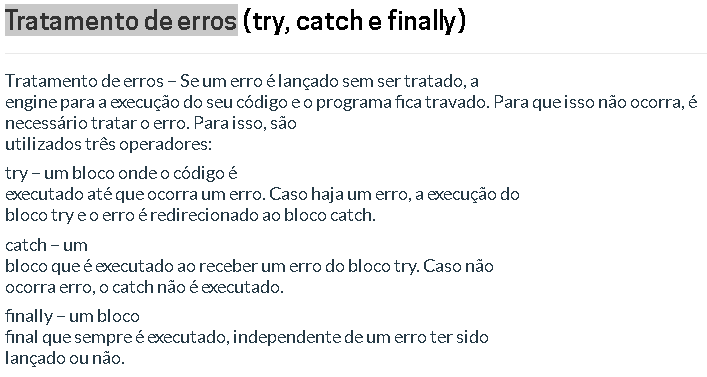 Tratamento de erros (try, catch e finally)
Tratamento de erros – Se um erro é lançado sem ser tratado, a
engine para a execução do seu código e o programa fica travado. Para que isso não ocorra, é
necessário tratar o erro. Para isso, são
utilizados três operadores:
try – um bloco onde o código é
executado até que ocorra um erro. Caso haja um erro, a execução do
bloco try e o erro é redirecionado ao bloco catch.
catch – um
bloco que é executado ao receber um erro do bloco try. Caso não
ocorra erro, o catch não é executado.
finally – um bloco
final que sempre é executado, independente de um erro ter sido
lançado ou não.